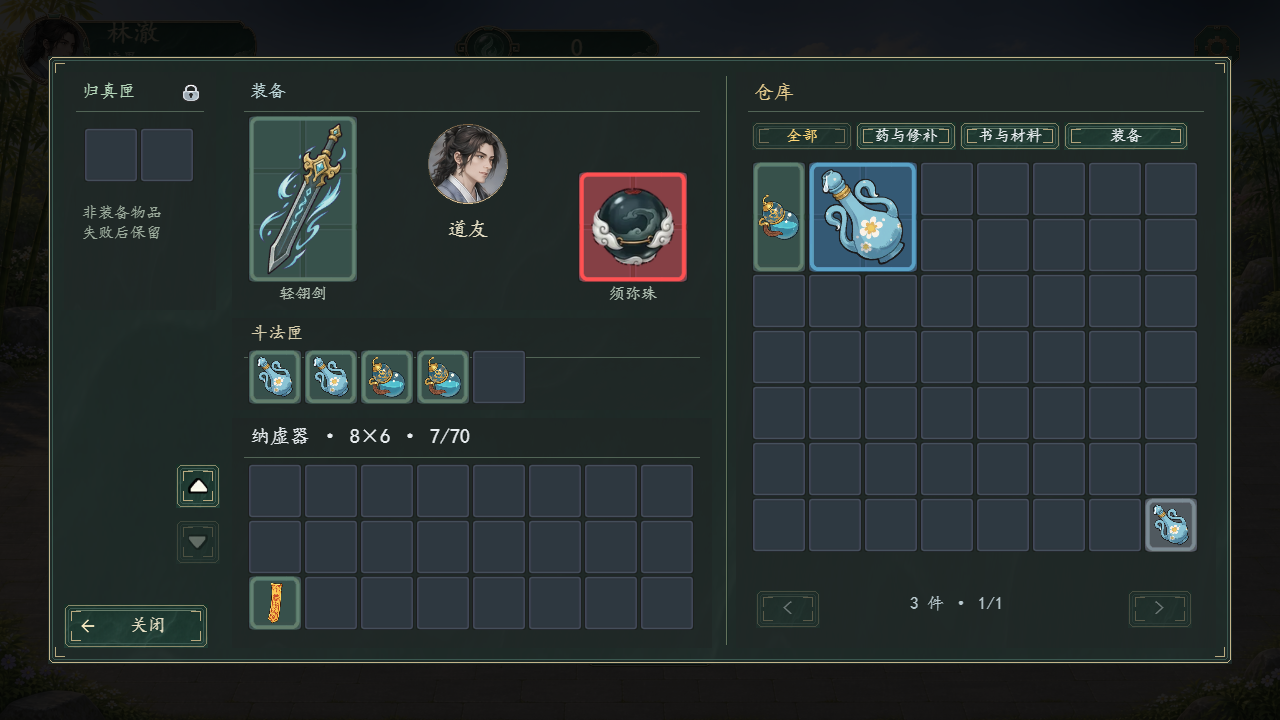 林澈
0
归真匣
非装备物品
失败后保留
装备
道友
轻翎剑
须弥珠
斗法匣
纳虚器 • 8×6 • 7/70
← 关闭
仓库
全部
药与修补
书与材料
装备
3 件 • 1/1